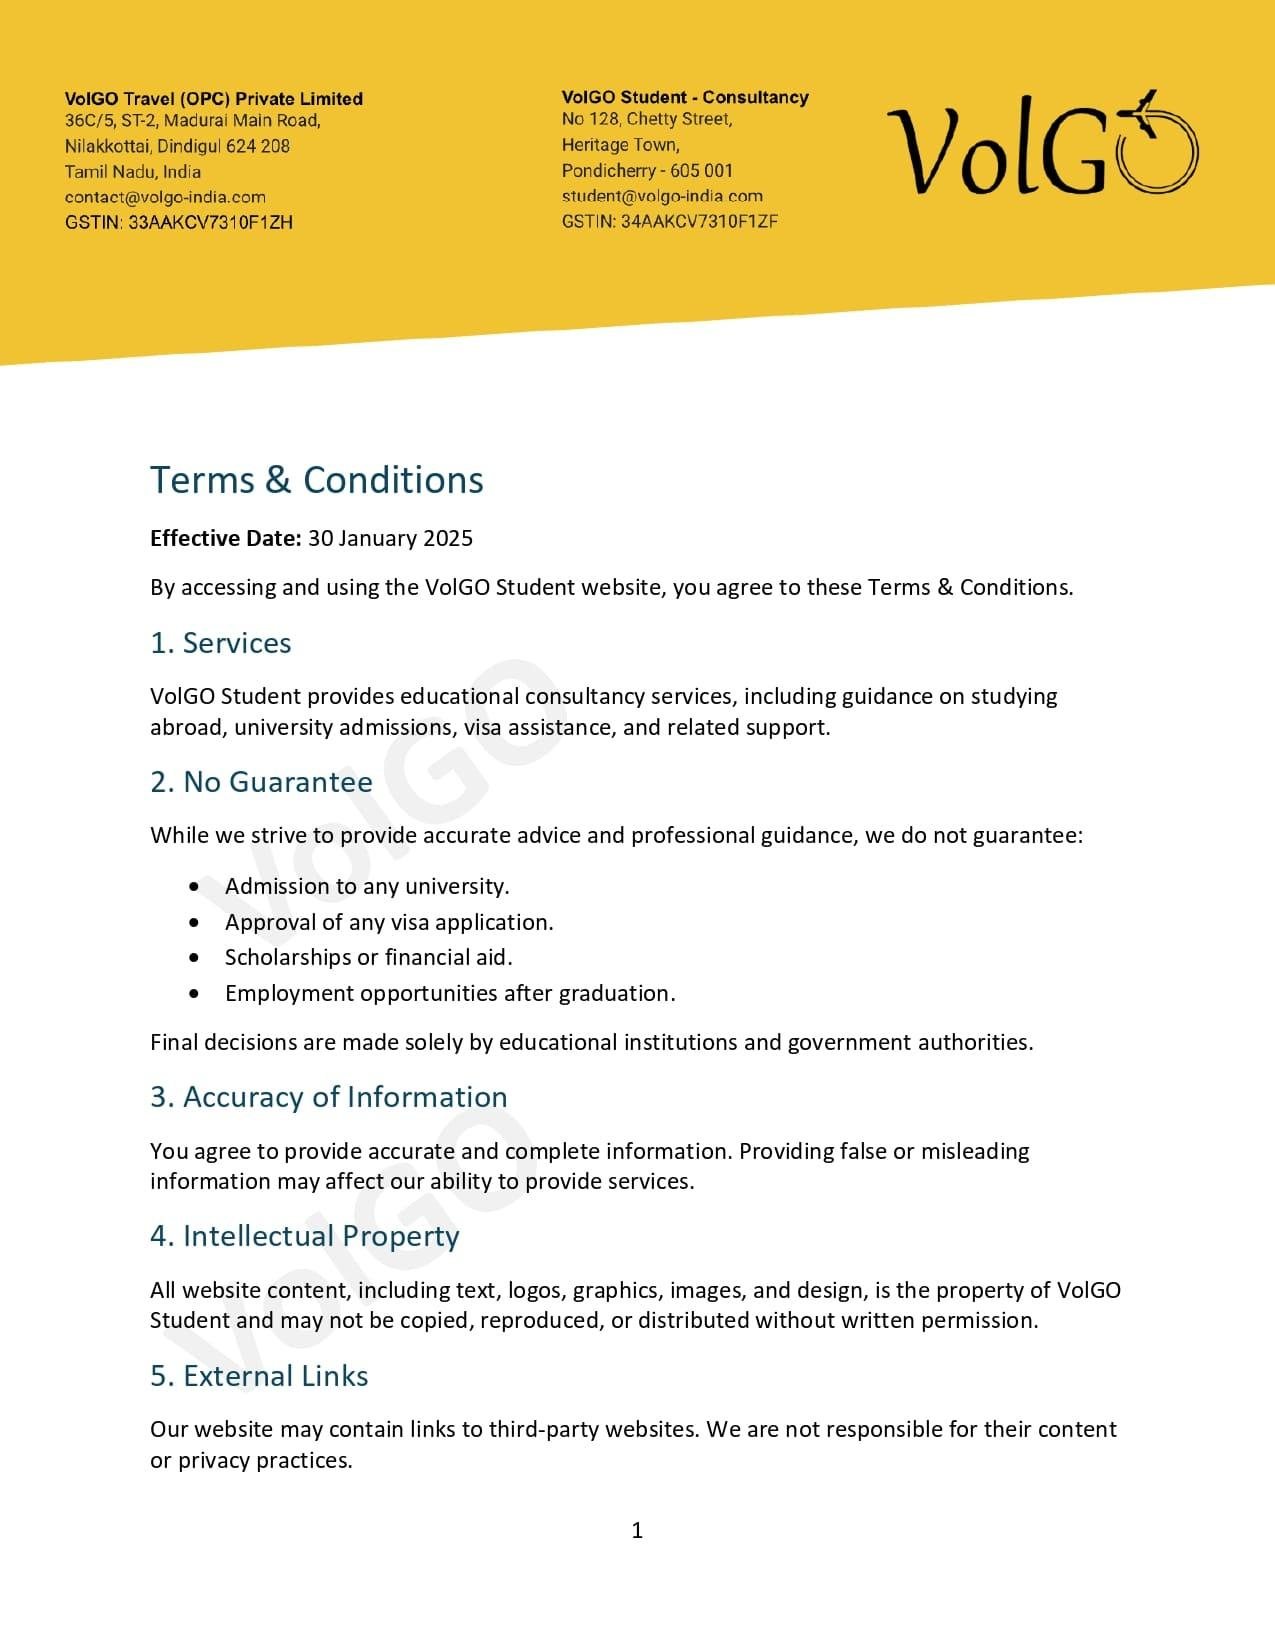 VolGO Travel (OPC) Private Limited
36C/5, ST-2, Madurai Main Road,
Nilakkottai, Dindigul 624 208
Tamil Nadu, India
contact@volgo-india.com
GSTIN: 33AAKCV7310F1ZH
VolGO Student - Consultancy
No 128, Chetty Street,
Heritage Town,
Pondicherry - 605 001
student@volgo-india.com
GSTIN: 34AAKCV7310F1ZF
VolGO
Terms & Conditions
Effective Date: 30 January 2025
By accessing and using the VolGO Student website, you agree to these Terms & Conditions.
1. Services
VolGO Student provides educational consultancy services, including guidance on studying
abroad, university admissions, visa assistance, and related support.
2. No Guarantee
While we strive to provide accurate advice and professional guidance, we do not guarantee:
• Admission to any university.
• Approval of any visa application.
• Scholarships or financial aid.
• Employment opportunities after graduation.
Final decisions are made solely by educational institutions and government authorities.
3. Accuracy of Information
You agree to provide accurate and complete information. Providing false or misleading
information may affect our ability to provide services.
4. Intellectual Property
All website content, including text, logos, graphics, images, and design, is the property of VolGO
Student and may not be copied, reproduced, or distributed without written permission.
5. External Links
Our website may contain links to third-party websites. We are not responsible for their content
or privacy practices.
1
VolGO
VolGO